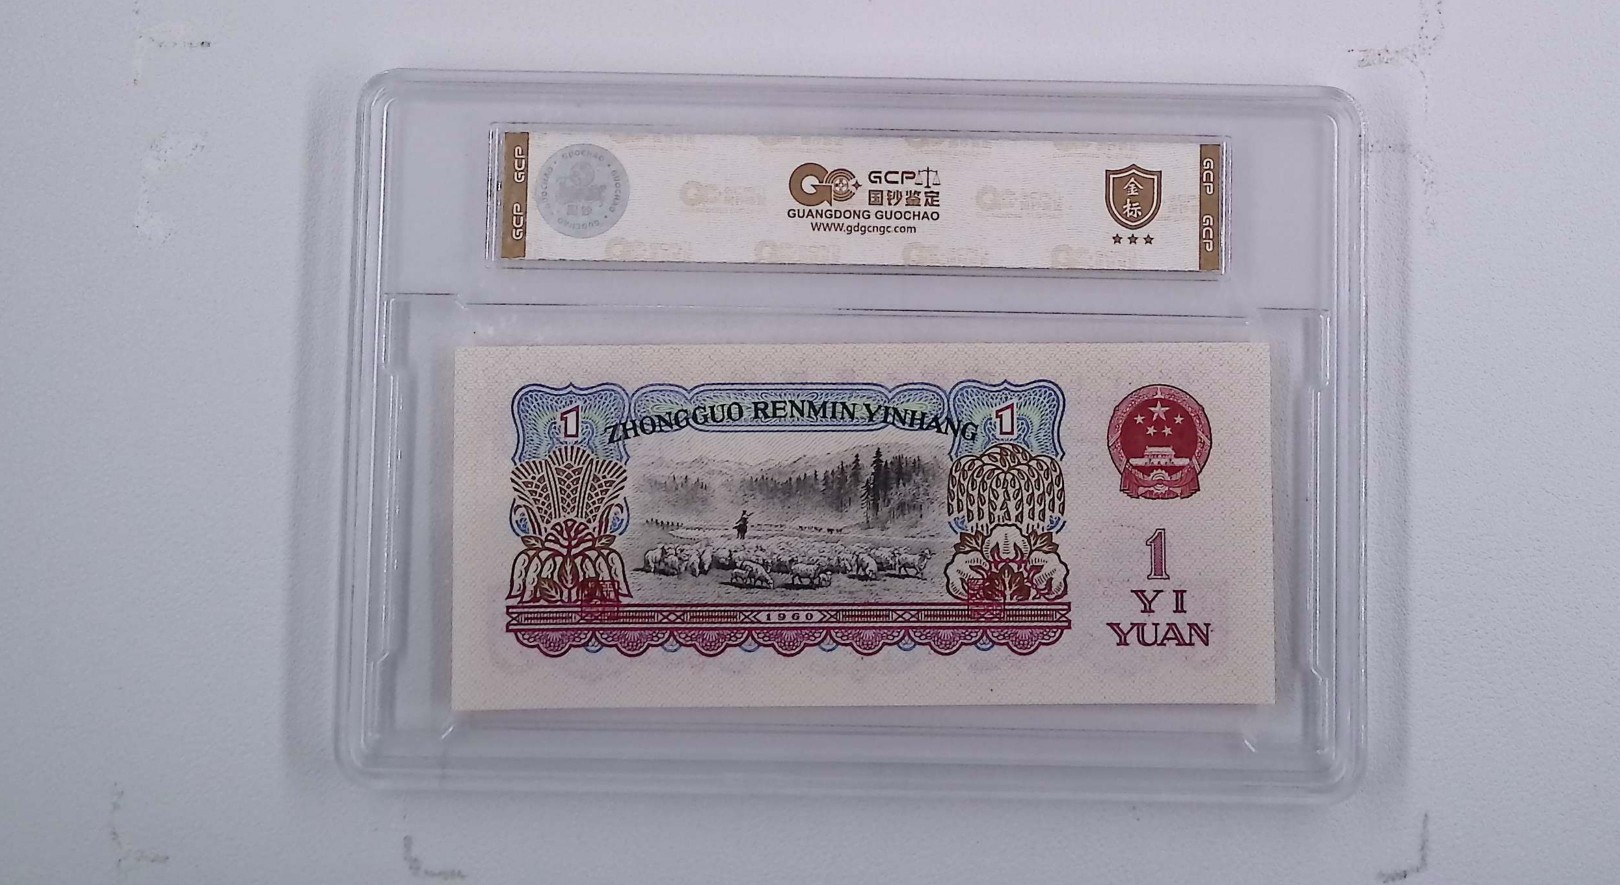 GCP
GCP
GCP
国钞鉴定
GUANGDONG GUOCHAO
www.gdgcngc.com
金标
GCP
GCP
1
ZHONGGUO RENMIN YINHANG
1
1960
1
YI
YUAN